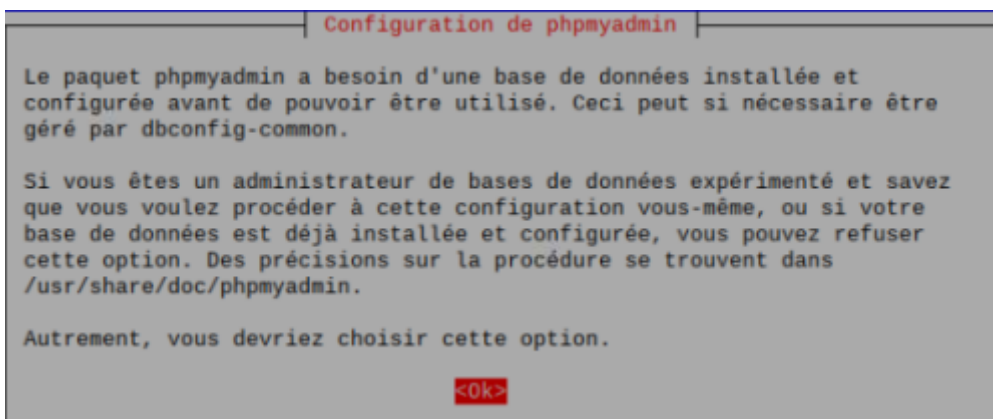 Configuration de phpmyadmin
Le paquet phpmyadmin a besoin d'une base de données installée et
configurée avant de pouvoir être utilisé. Ceci peut si nécessaire être
géré par dbconfig-common.
Si vous êtes un administrateur de bases de données expérimenté et savez
que vous voulez procéder à cette configuration vous-même, ou si votre
base de données est déjà installée et configurée, vous pouvez refuser
cette option. Des précisions sur la procédure se trouvent dans
/usr/share/doc/phpmyadmin.
Autrement, vous devriez choisir cette option.
<Ok>